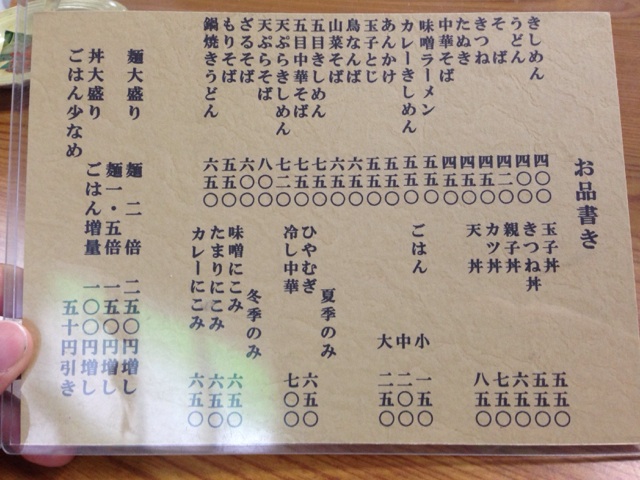 お品書き
きしめん 四〇〇
うどん 四〇〇
そば 四二〇
きつね 四五〇
たぬき 四五〇
中華そば 四五〇
味噌ラーメン 五五〇
カレーきしめん 五五〇
あんかけ 五五〇
玉子とじ 五五〇
鳥なんば 五五〇
山菜そば 六五〇
五目きしめん 七五〇
五目中華そば 七五〇
天ぷらきしめん 七二〇
天ぷらそば 八〇〇
ざるそば 六〇〇
もりそば 五五〇
鍋焼きうどん 六五〇
玉子丼 五五〇
きつね丼 五五〇
親子丼 六五〇
カツ丼 七五〇
天丼 八五〇
ごはん 小 一五〇
中 二〇〇
大 二五〇
夏季のみ
ひやむぎ 六五〇
冷し中華 七〇〇
冬季のみ
味噌にこみ 六五〇
たまりにこみ 六五〇
カレーにこみ 六五〇
麺大盛り 麺二倍 二五〇円増し
麺一・五倍 一五〇円増し
丼大盛り ごはん増量 一〇〇円増し
ごはん少なめ 五十円引き